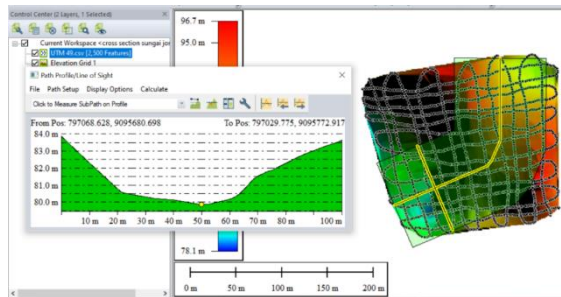 Control Center (2 Layers, 1 Selected)
Current Workspace <cross section sungai jon
UTM 49.csv [2,500 Features]
Elevation Grid 1
Path Profile/Line of Sight
File Path Setup Display Options Calculate
Click to Measure SubPath on Profile
From Pos: 797068.628, 9095680.698 To Pos: 797029.775, 9095772.917
84.0 m
83.0 m
82.0 m
81.0 m
80.0 m
10 m 20 m 30 m 40 m 50 m 60 m 70 m 80 m 100 m
96.7 m
95.0 m
78.1 m
0 m 50 m 100 m 150 m 200 m